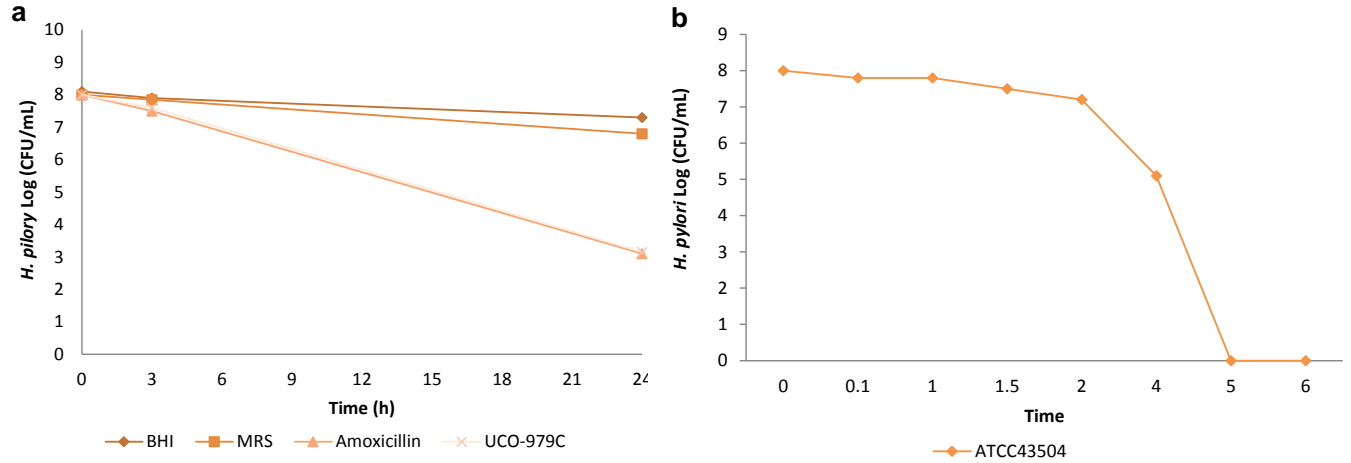 a
10
9
8
7
6
5
4
3
2
1
0
H. pilory Log (CFU/mL)
0 3 6 9 12 15 18 21 24
Time (h)
BHI MRS Amoxicillin UCO-979C
b
9
8
7
6
5
4
3
2
1
0
H. pylori Log (CFU/mL)
0 0.1 1 1.5 2 4 5 6
Time
ATCC43504